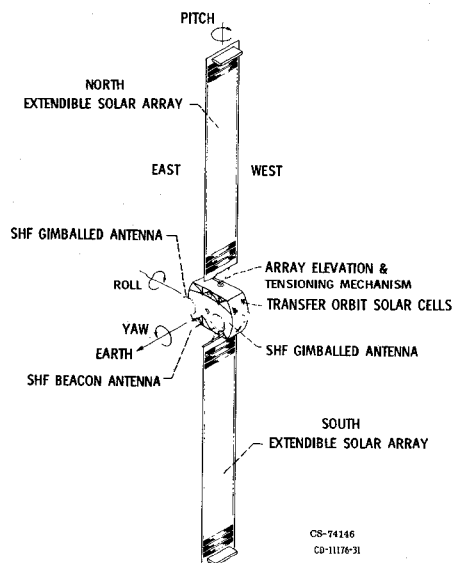 PITCH
NORTH
EXTENDIBLE SOLAR ARRAY
EAST
WEST
SHF GIMBALLED ANTENNA
ARRAY ELEVATION &
TENSIONING MECHANISM
ROLL
TRANSFER ORBIT SOLAR CELLS
YAW
EARTH
SHF GIMBALLED ANTENNA
SHF BEACON ANTENNA
SOUTH
EXTENDIBLE SOLAR ARRAY
CS-74146
CD-11176-31